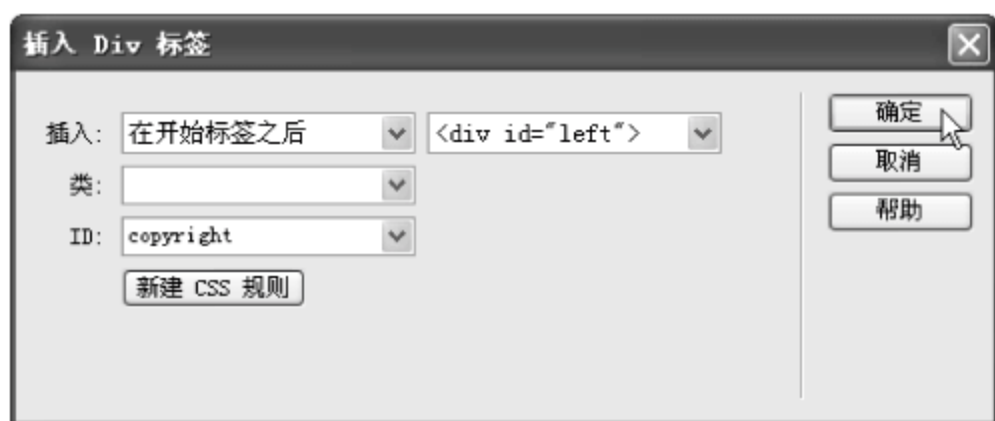 插入 Div 标签
插入: 在开始标签之后 <div id="left"> 确定
类: 取消
ID: copyright 帮助
新建 CSS 规则